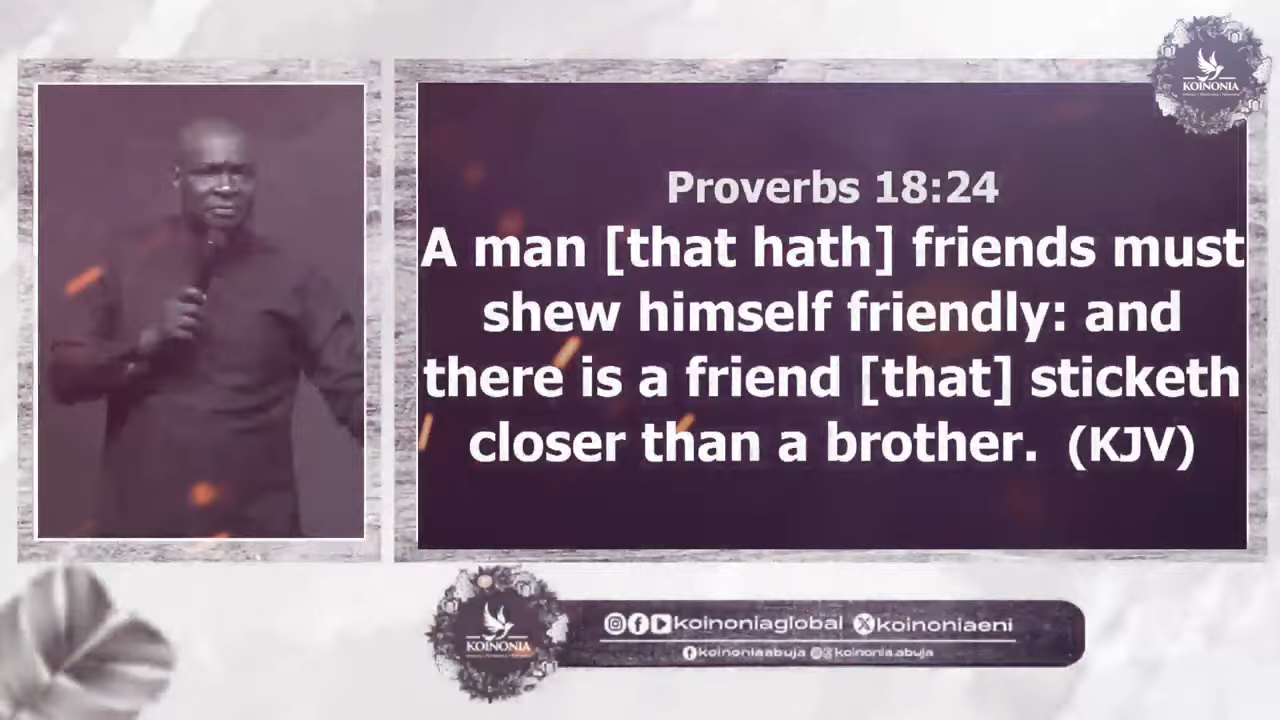 KOINONIA
Proverbs 18:24
A man [that hath] friends must
shew himself friendly: and
there is a friend [that] sticketh
closer than a brother. (KJV)
KOINONIA
koinoniaglobal koinoniaeni
koinoniaabuja koinonia.abuja